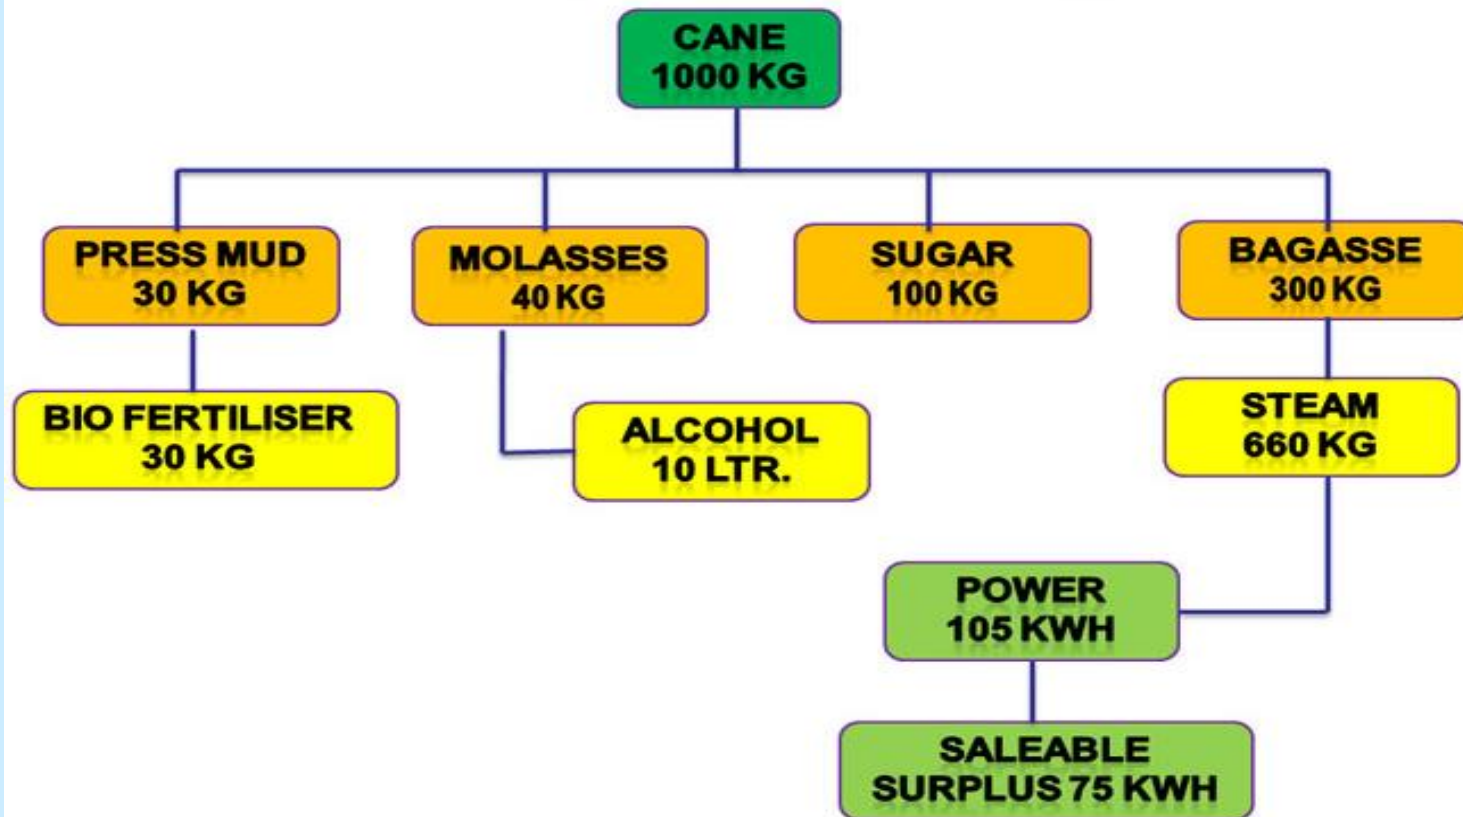 CANE
1000 KG
PRESS MUD
30 KG
MOLASSES
40 KG
SUGAR
100 KG
BAGASSE
300 KG
BIO FERTILISER
30 KG
ALCOHOL
10 LTR.
STEAM
660 KG
POWER
105 KWH
SALEABLE
SURPLUS 75 KWH